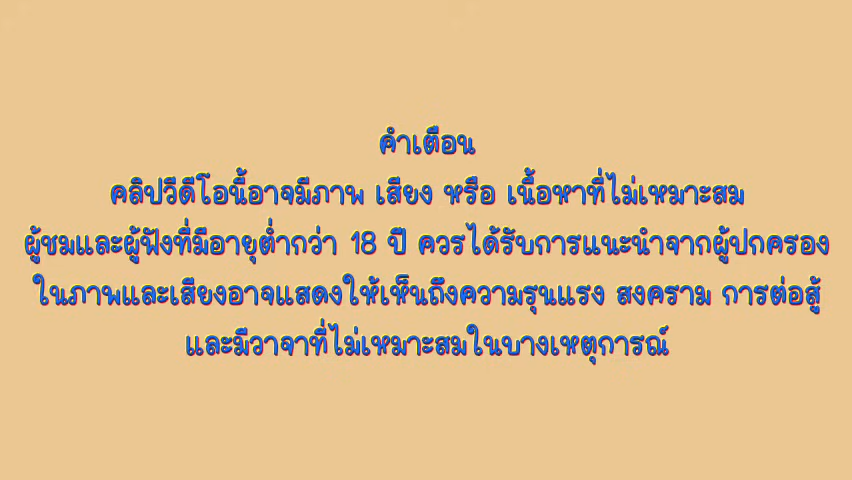 คำเตือน
คลิปวีดีโอนี้อาจมีภาพ เสียง หรือ เนื้อหาที่ไม่เหมาะสม
ผู้ชมและผู้ฟังที่มีอายุต่ำกว่า 18 ปี ควรได้รับการแนะนำจากผู้ปกครอง
ในภาพและเสียงอาจแสดงให้เห็นถึงความรุนแรง สงคราม การต่อสู้
และมีวาจาที่ไม่เหมาะสมในบางเหตุการณ์